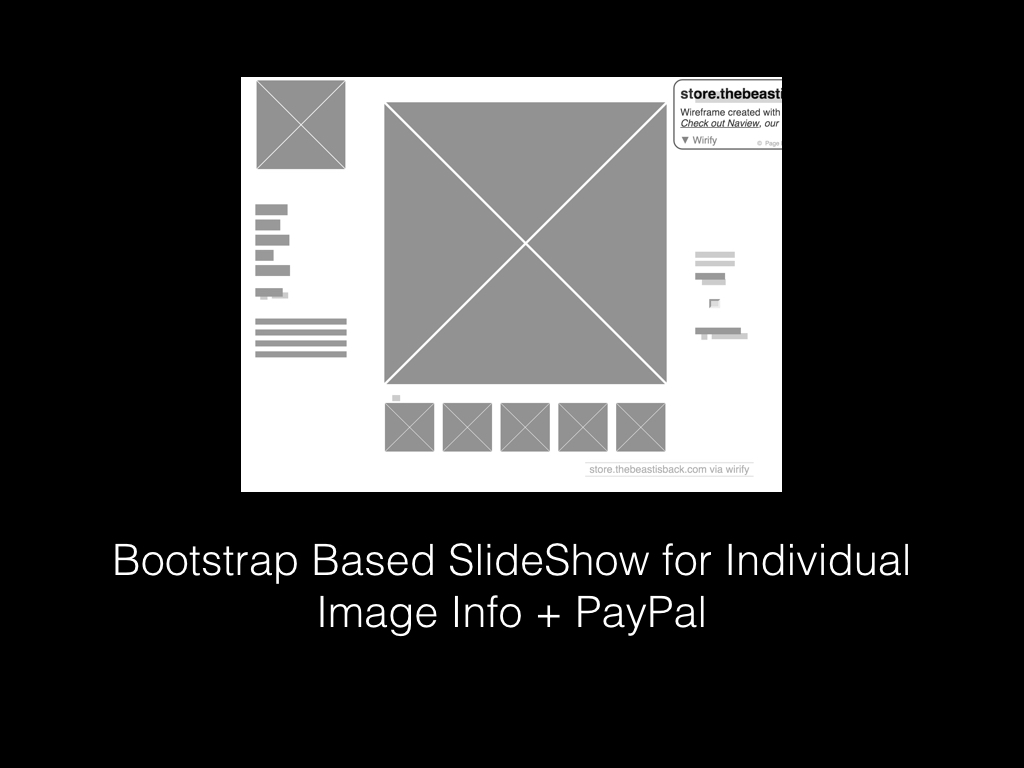 store.thebeasti
Wireframe created with
Check out Naview, our
▼ Wirify
© Page
store.thebeastisback.com via wirify
Bootstrap Based SlideShow for Individual
Image Info + PayPal